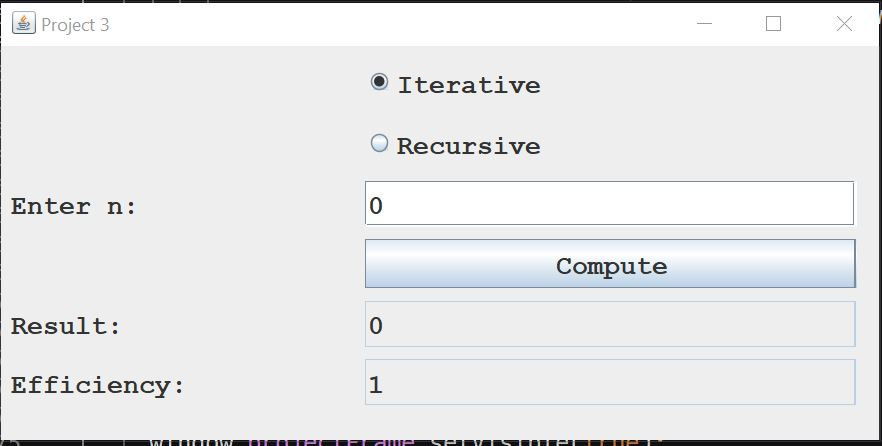 Project 3
Iterative
Recursive
Enter n: 0
Compute
Result: 0
Efficiency: 1